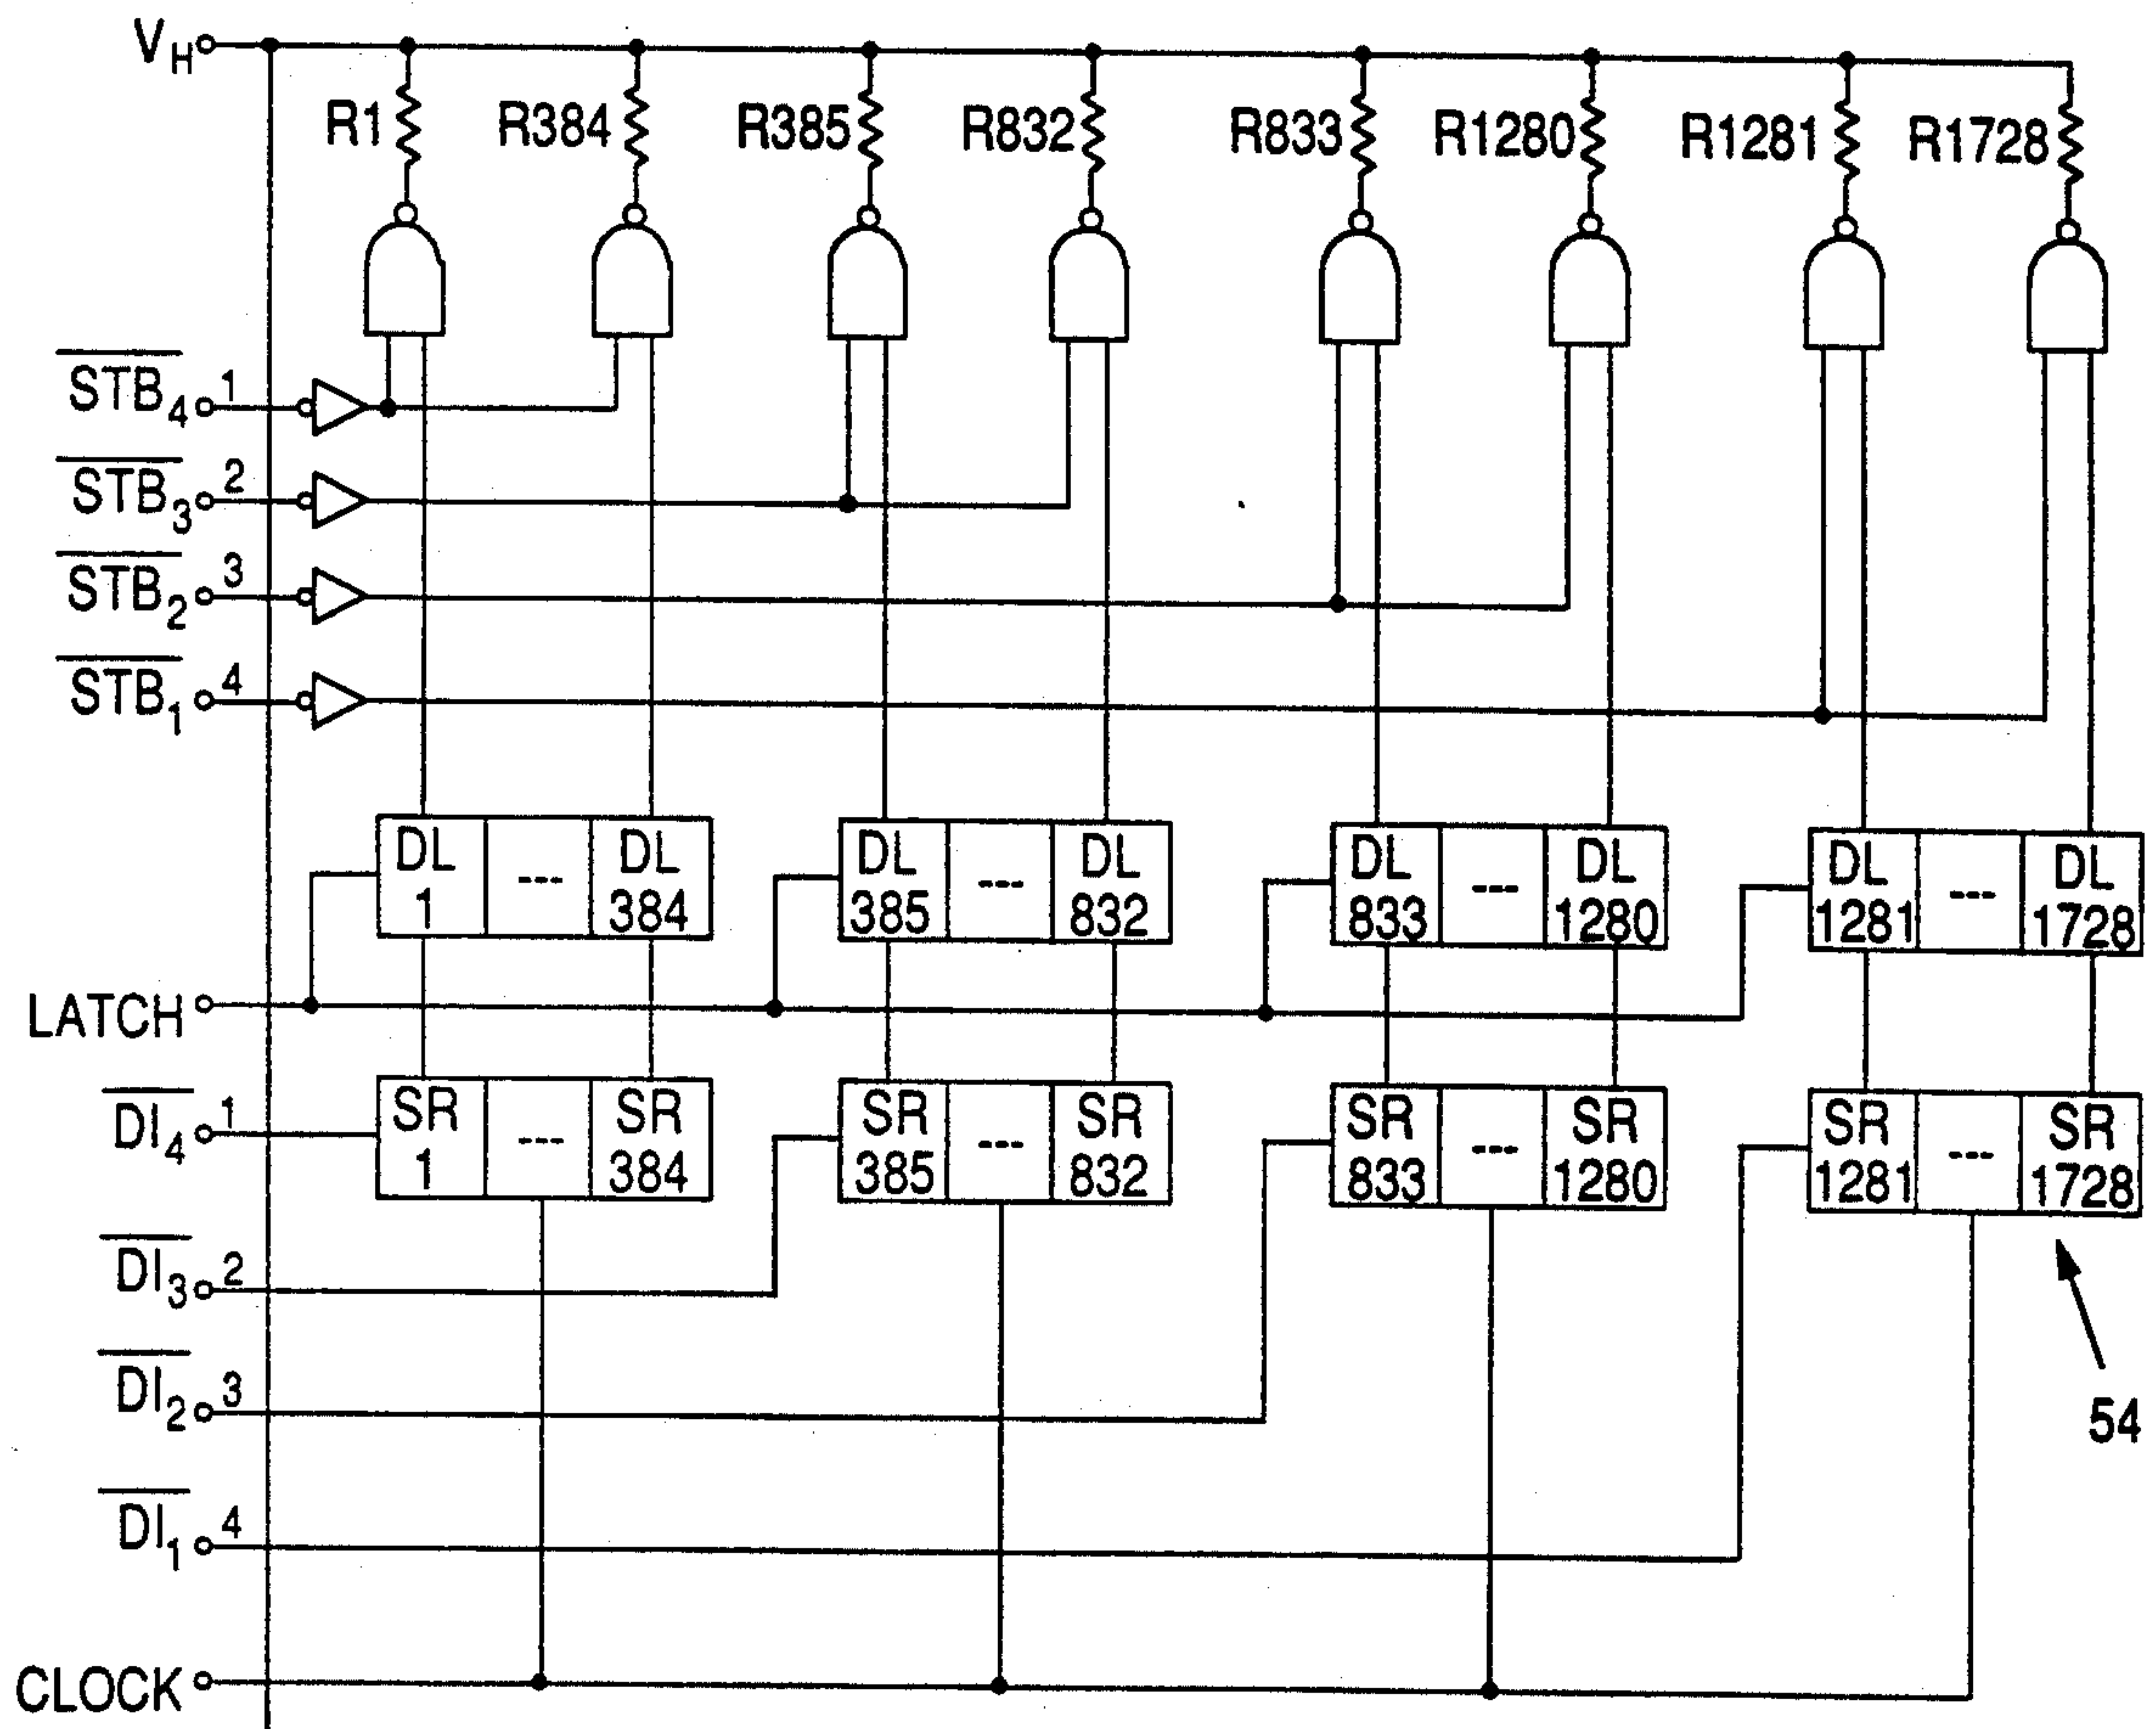 V_H
R1 R384 R385 R832 R833 R1280 R1281 R1728
STB4 1
STB3 2
STB2 3
STB1 4
DL 1 --- DL 384 DL 385 --- DL 832 DL 833 --- DL 1280 DL 1281 --- DL 1728
LATCH
DI4 1
SR 1 --- SR 384 SR 385 --- SR 832 SR 833 --- SR 1280 SR 1281 --- SR 1728
DI3 2
DI2 3
54
DI1 4
CLOCK